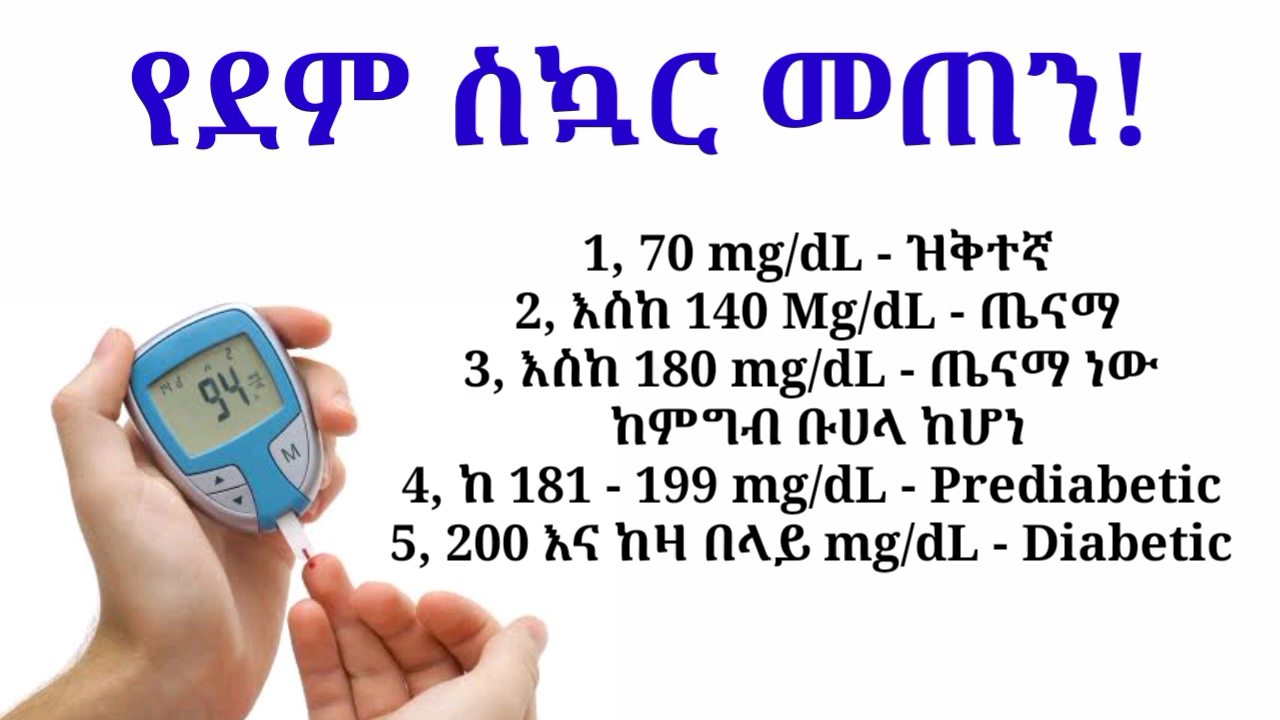 የደም ስኳር መጠን!
1, 70 mg/dL - ዝቅተኛ
2, እስከ 140 Mg/dL - ጤናማ
3, እስከ 180 mg/dL - ጤናማ ነው
ከምግብ ቡሀላ ከሆነ
4, ከ 181 - 199 mg/dL - Prediabetic
5, 200 እና ከዛ በላይ mg/dL - Diabetic
94
M